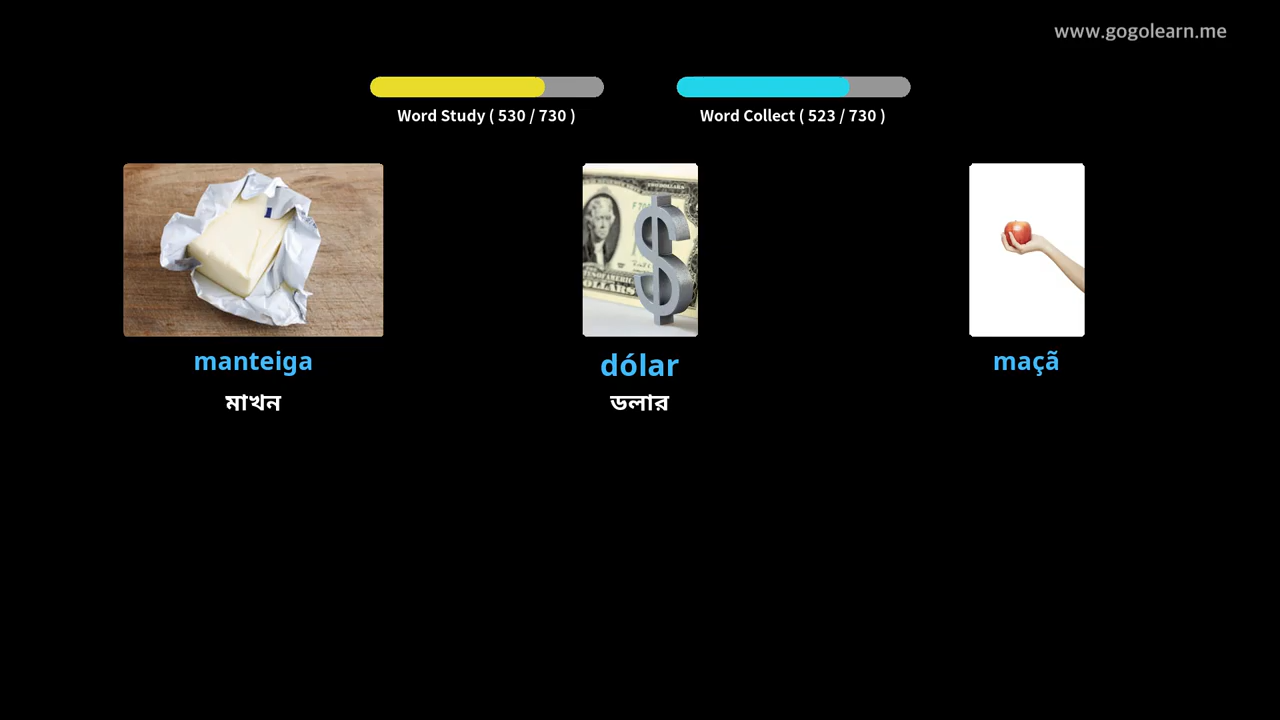 www.gogolearn.me
Word Study ( 530 / 730 )
Word Collect ( 523 / 730 )
manteiga
dólar
maçã
মাখন
ডলার